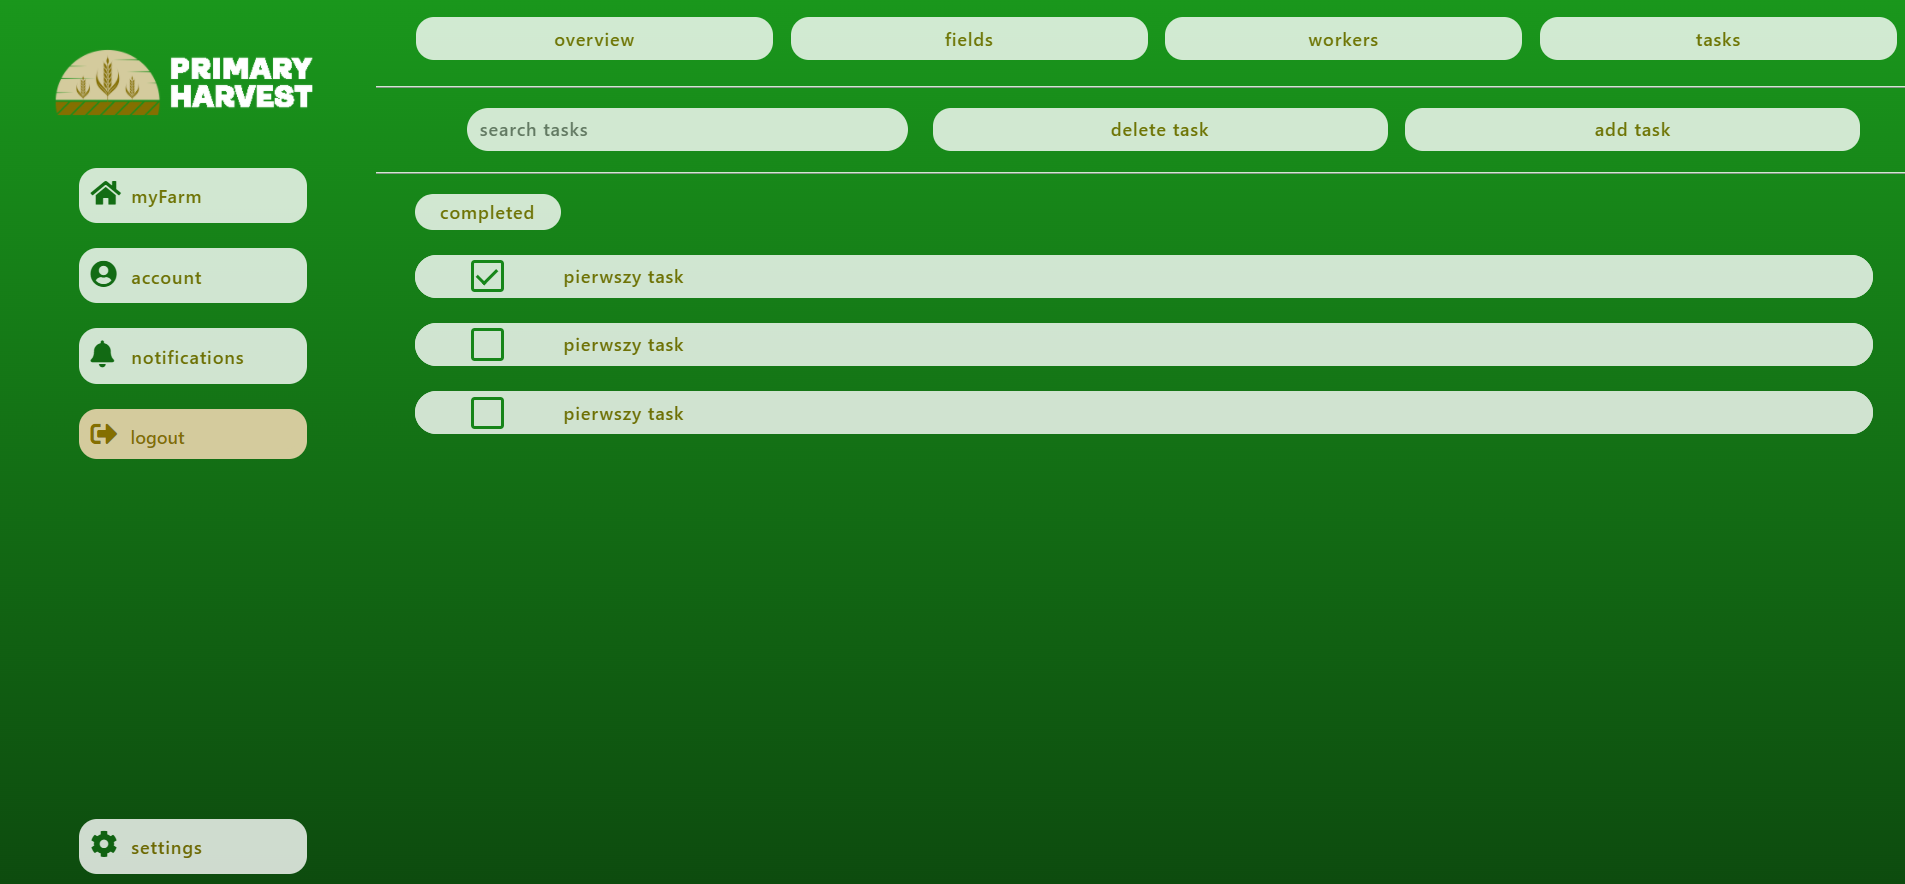 PRIMARY
HARVEST
myFarm
account
notifications
logout
settings
overview fields workers tasks
search tasks delete task add task
completed
pierwszy task
pierwszy task
pierwszy task